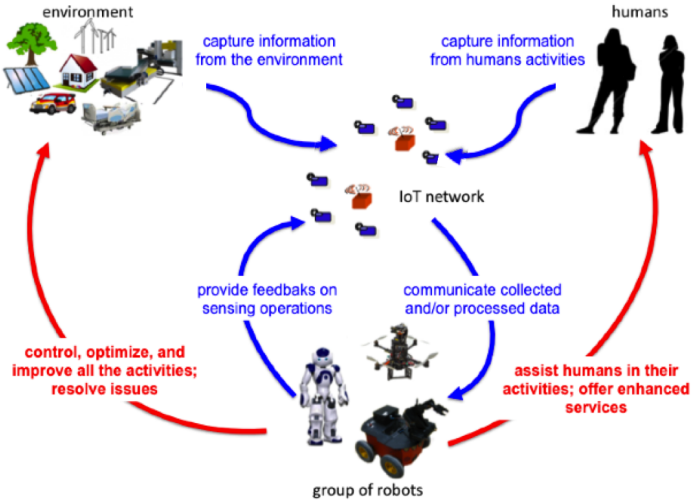 environment
humans
capture information
from the environment
capture information
from humans activities
IoT network
provide feedbaks on
sensing operations
communicate collected
and/or processed data
control, optimize, and
improve all the activities;
resolve issues
assist humans in their
activities; offer enhanced
services
group of robots